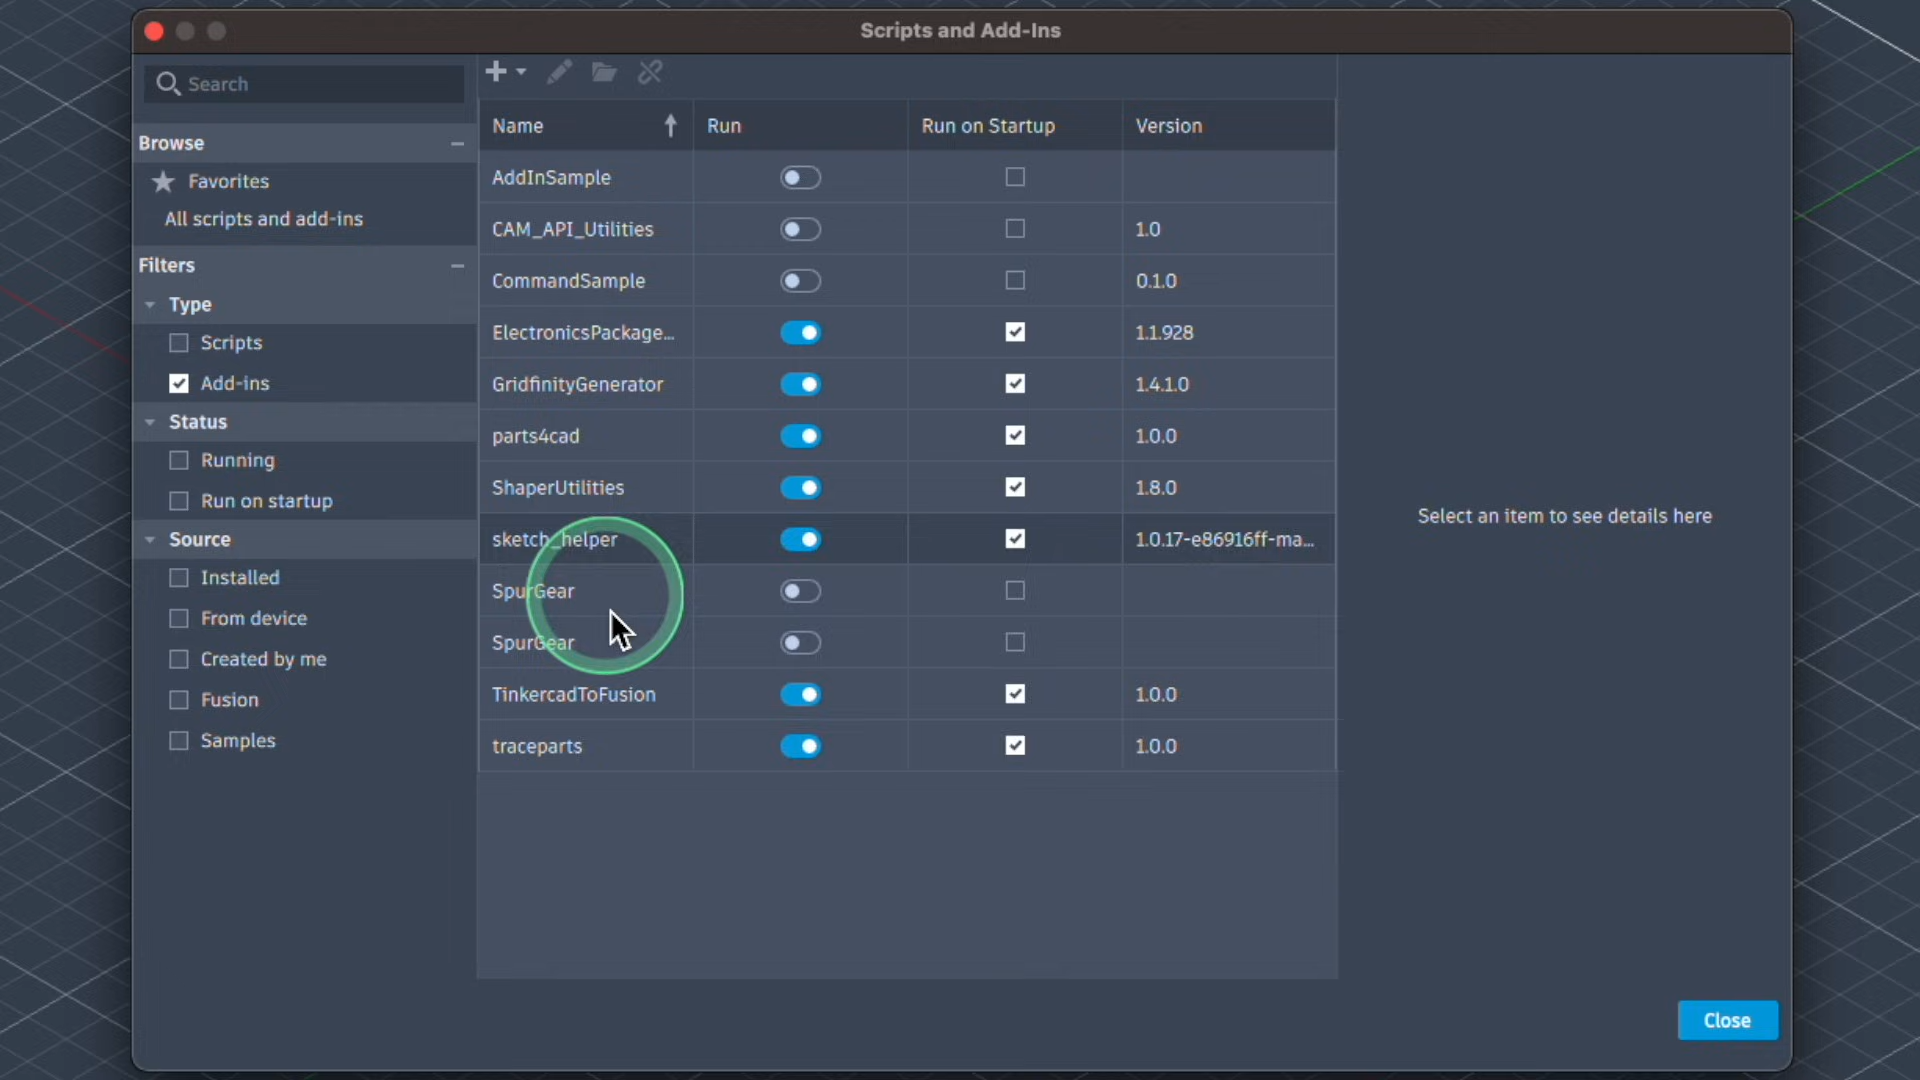 Scripts and Add-Ins
Search
Browse
Favorites
All scripts and add-ins
Filters
Type
Scripts
Add-ins
Status
Running
Run on startup
Source
Installed
From device
Created by me
Fusion
Samples
Name Run Run on Startup Version
AddInSample
CAM_API_Utilities 1.0
CommandSample 0.1.0
ElectronicsPackage... 1.1.928
GridfinityGenerator 1.4.1.0
parts4cad 1.0.0
ShaperUtilities 1.8.0
sketch_helper 1.0.17-e86916ff-ma...
SpurGear
SpurGear
TinkercadToFusion 1.0.0
traceparts 1.0.0
Select an item to see details here
Close